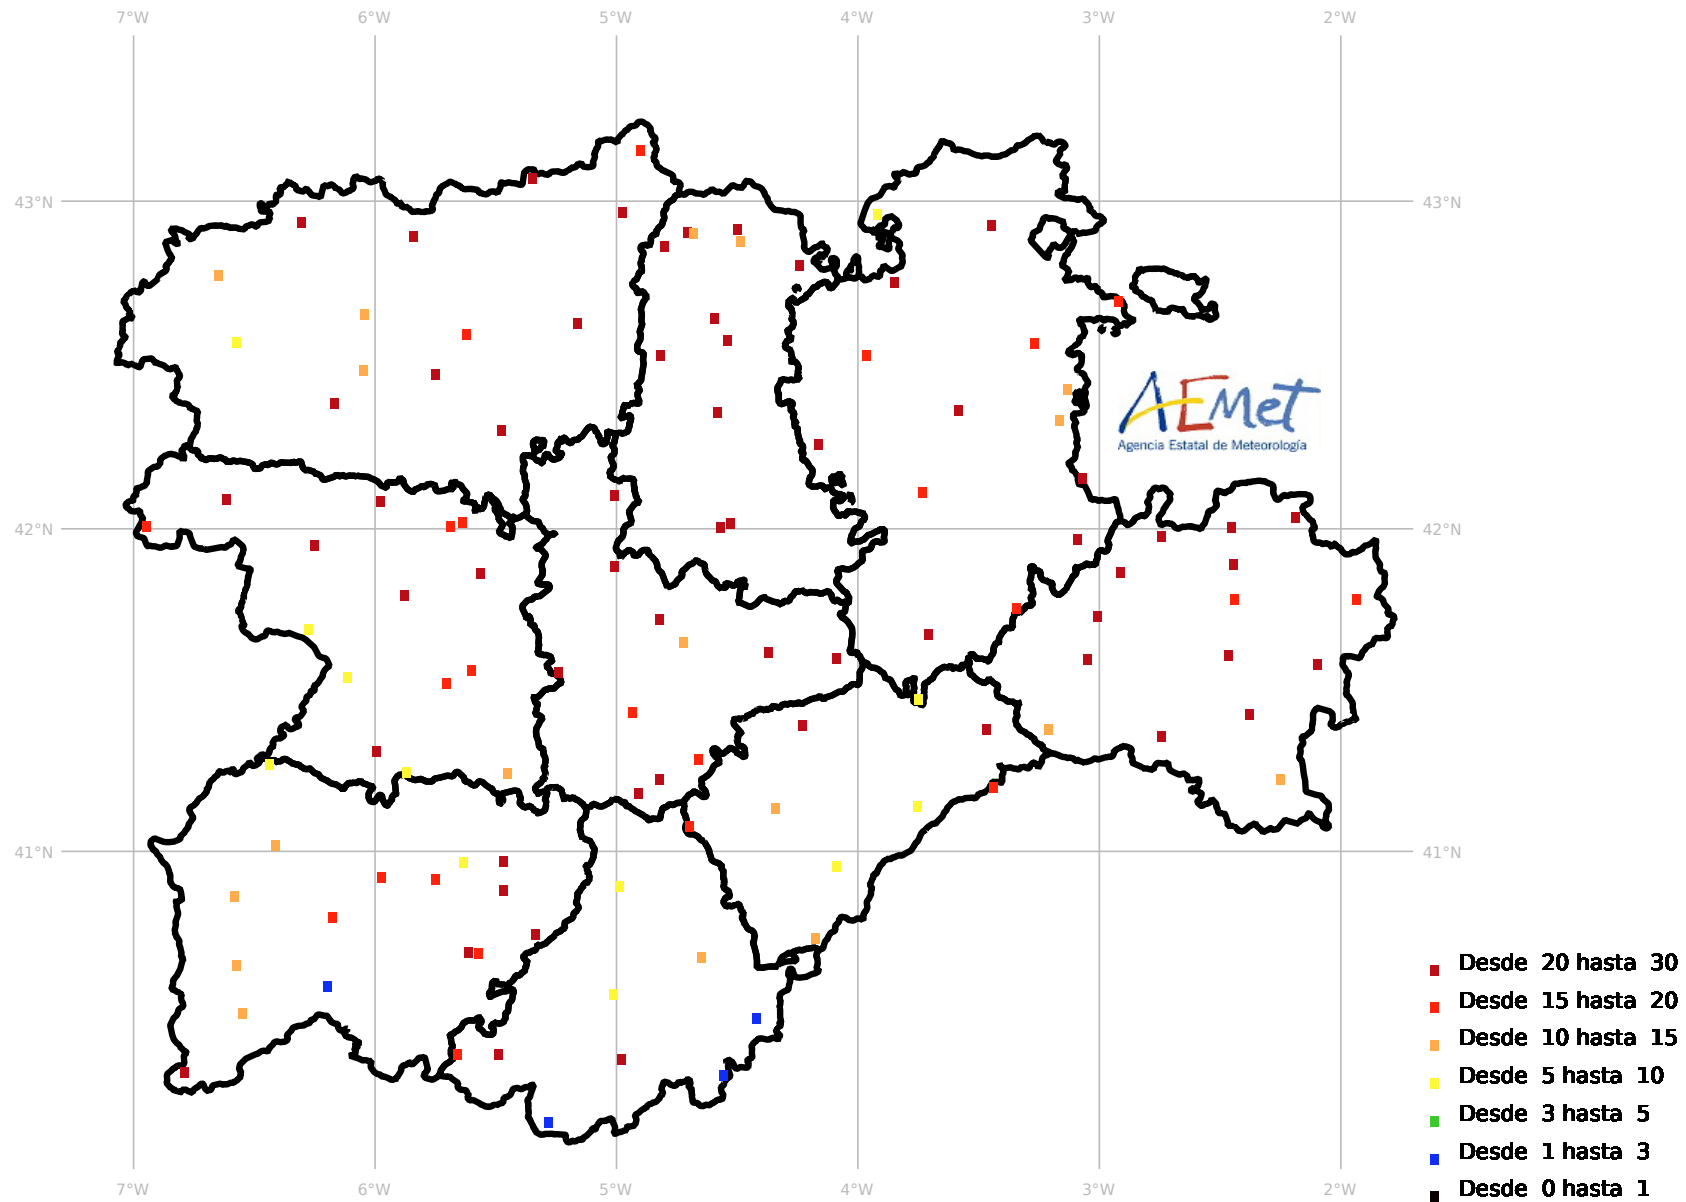 7°W 6°W 5°W 4°W 3°W 2°W
43°N 43°N
AEMet
Agencia Estatal de Meteorología
42°N 42°N
41°N 41°N
Desde 20 hasta 30
Desde 15 hasta 20
Desde 10 hasta 15
Desde 5 hasta 10
Desde 3 hasta 5
Desde 1 hasta 3
Desde 0 hasta 1
7°W 6°W 5°W 4°W 3°W 2°W